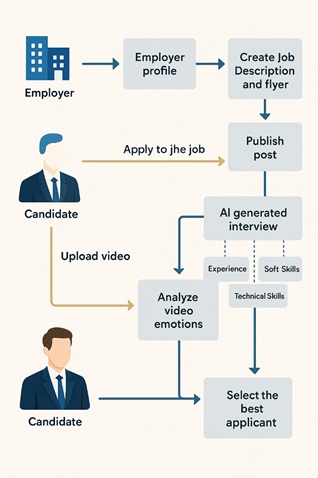 Employer
Employer
profile
Create Job
Description
and flyer
Apply to jhe job
Publish
post
Candidate
AI generated
interview
Upload video
Experience
Soft Skills
Technical Skills
Analyze
video
emotions
Candidate
Select the
best
applicant